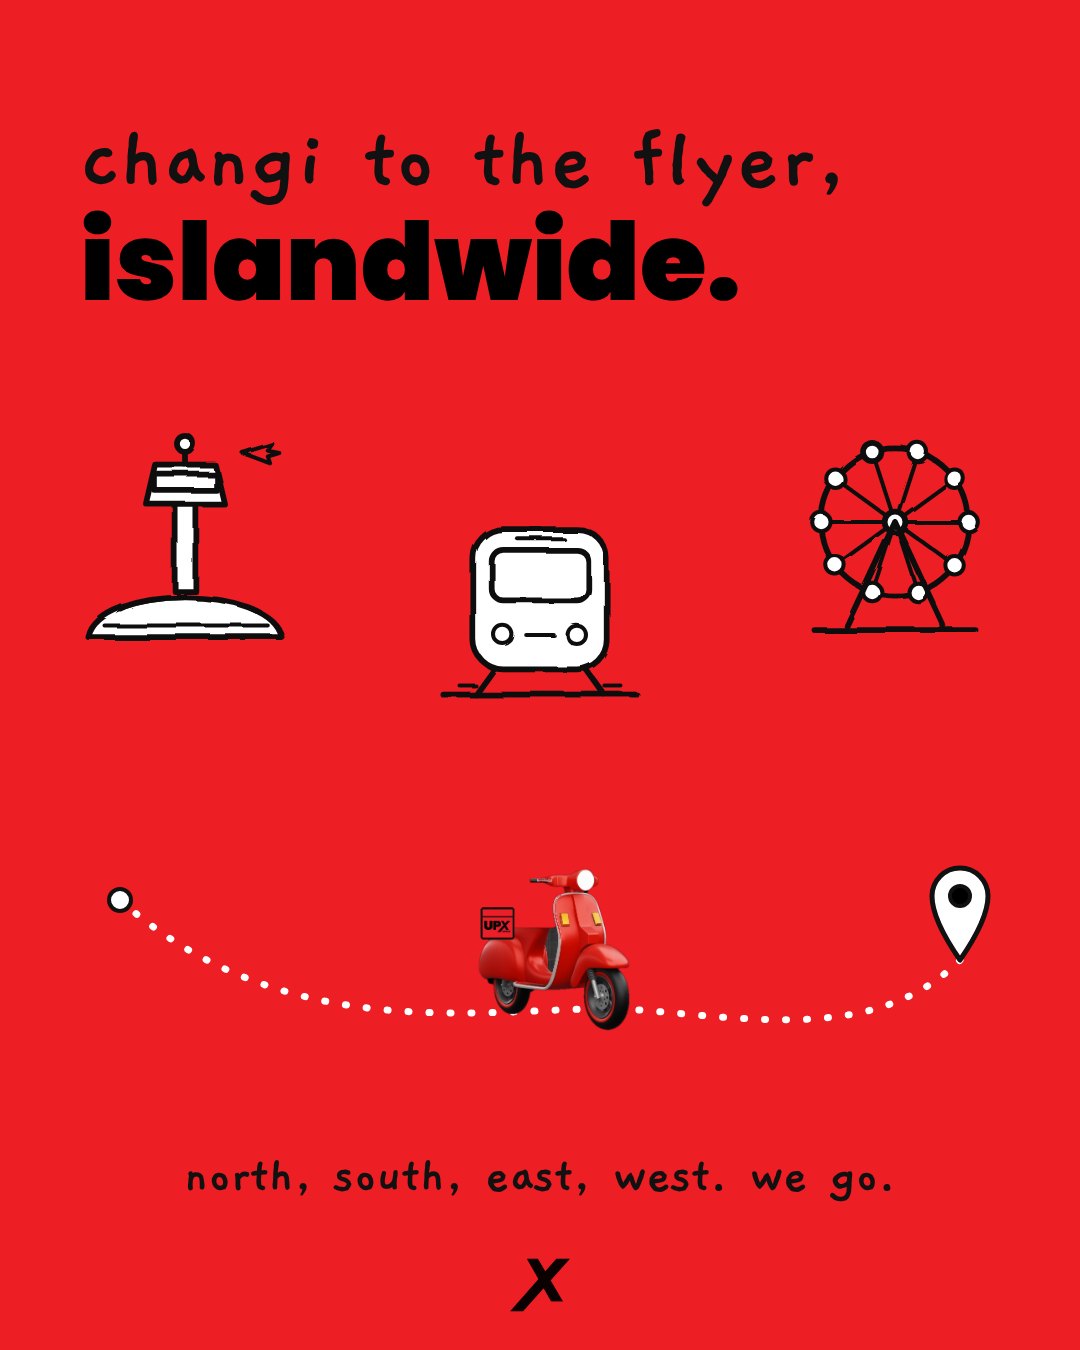 changi to the flyer,
islandwide.
UPX
north, south, east, west. we go.
X